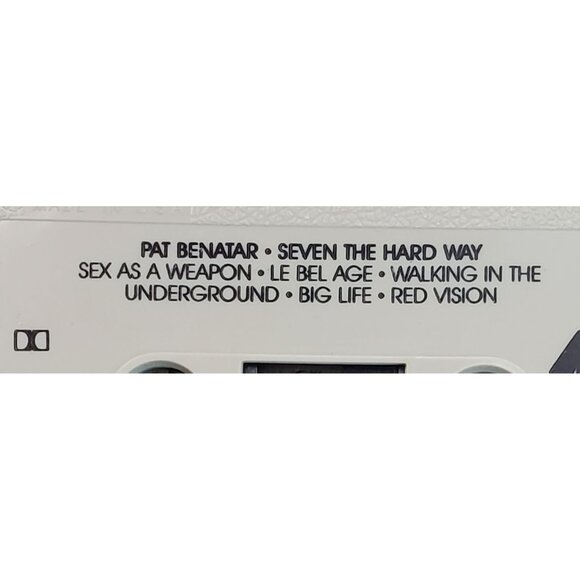 PAT BENATAR • SEVEN THE HARD WAY
SEX AS A WEAPON • LE BEL AGE • WALKING IN THE
UNDERGROUND • BIG LIFE • RED VISION